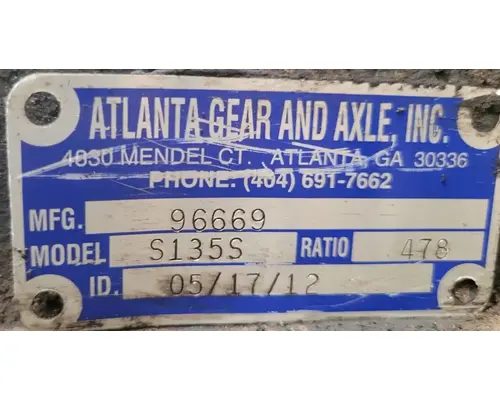 ATLANTA GEAR AND AXLE, INC.
4830 MENDEL CT. ATLANTA, GA 30336
PHONE: (404) 691-7662
MFG. 96669
MODEL S135S RATIO 478
ID. 05/17/12